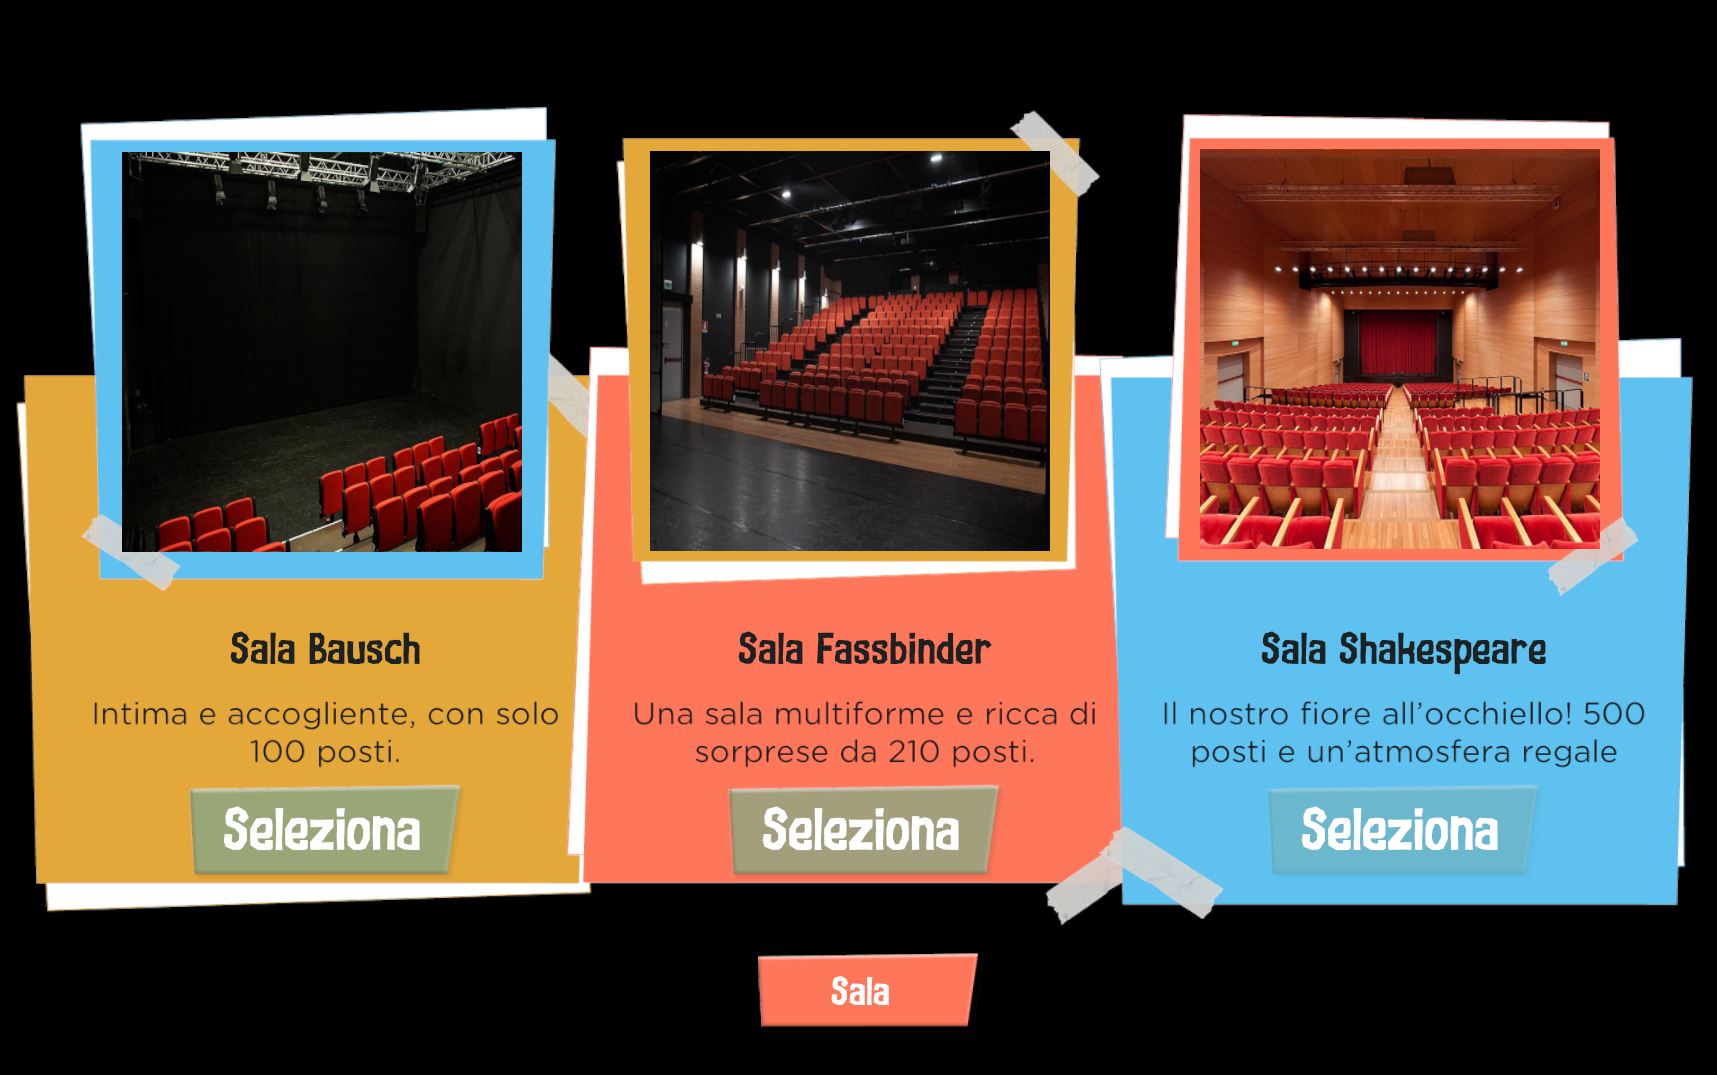 Sala Bausch
Intima e accogliente, con solo
100 posti.
Seleziona
Sala Fassbinder
Una sala multiforme e ricca di
sorprese da 210 posti.
Seleziona
Sala Shakespeare
Il nostro fiore all’occhiello! 500
posti e un’atmosfera regale
Seleziona
Sala